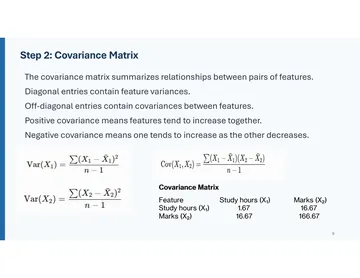 Step 2: Covariance Matrix
The covariance matrix summarizes relationships between pairs of features.
Diagonal entries contain feature variances.
Off-diagonal entries contain covariances between features.
Positive covariance means features tend to increase together.
Negative covariance means one tends to increase as the other decreases.
Var(X₁) = ∑(X₁ − X̄₁)² / n − 1
Cov(X₁, X₂) = ∑(X₁ − X̄₁)(X₂ − X̄₂) / n − 1
Var(X₂) = ∑(X₂ − X̄₂)² / n − 1
Covariance Matrix
Feature Study hours (X₁) Marks (X₂)
Study hours (X₁) 1.67 16.67
Marks (X₂) 16.67 166.67